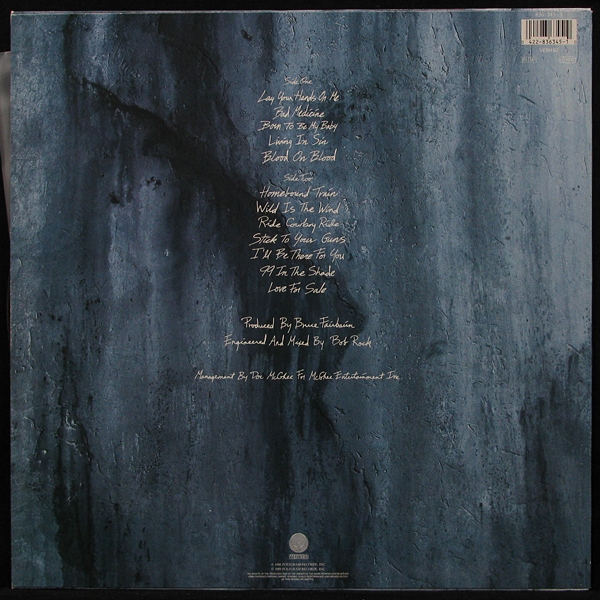 422-836345-1
Side One
Lay Your Hands On Me
Bad Medicine
Born To Be My Baby
Living In Sin
Blood On Blood
Side Two
Homebound Train
Wild Is The Wind
Ride Cowboy Ride
Stick To Your Guns
I'll Be There For You
99 In The Shade
Love For Sale
Produced By Bruce Fairbairn
Engineered And Mixed By Bob Rock
Management By Doc McGhee For McGhee Entertainment Inc.